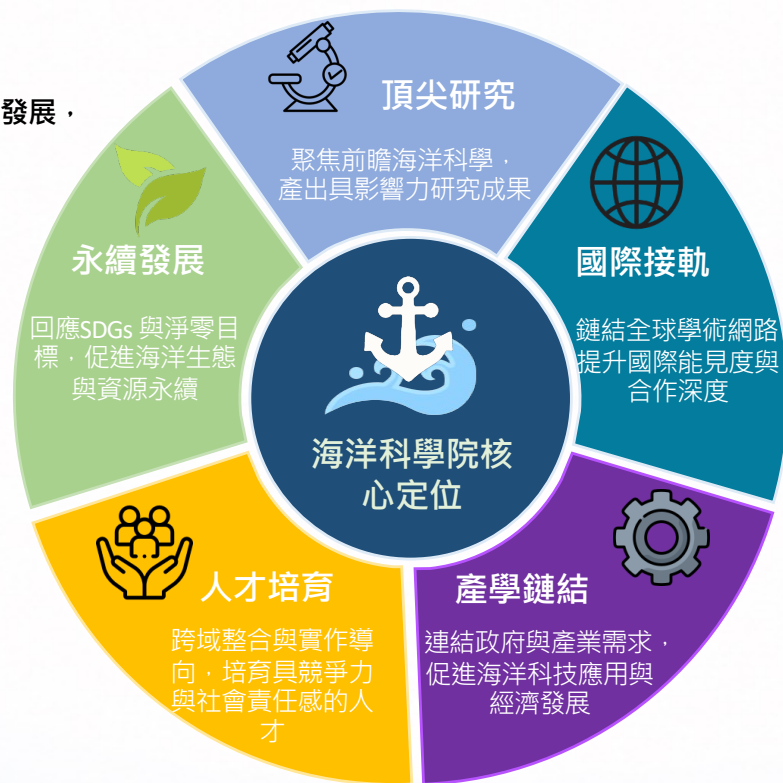 發展，
頂尖研究
聚焦前瞻海洋科學，
產出具影響力研究成果
國際接軌
鏈結全球學術網路
提升國際能見度與
合作深度
產學鏈結
連結政府與產業需求，
促進海洋科技應用與
經濟發展
人才培育
跨域整合與實作導
向，培育具競爭力
與社會責任感的人
才
永續發展
回應SDGs 與淨零目
標，促進海洋生態
與資源永續
海洋科學院核
心定位